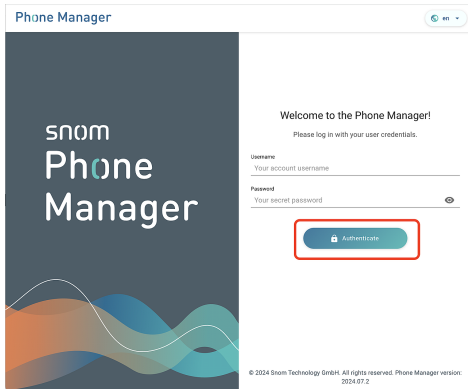 Phone Manager
en
snom
Phone
Manager
Welcome to the Phone Manager!
Please log in with your user credentials.
Username
Your account username
Password
Your secret password
Authenticate
© 2024 Snom Technology GmbH. All rights reserved. Phone Manager version:
2024.07.2